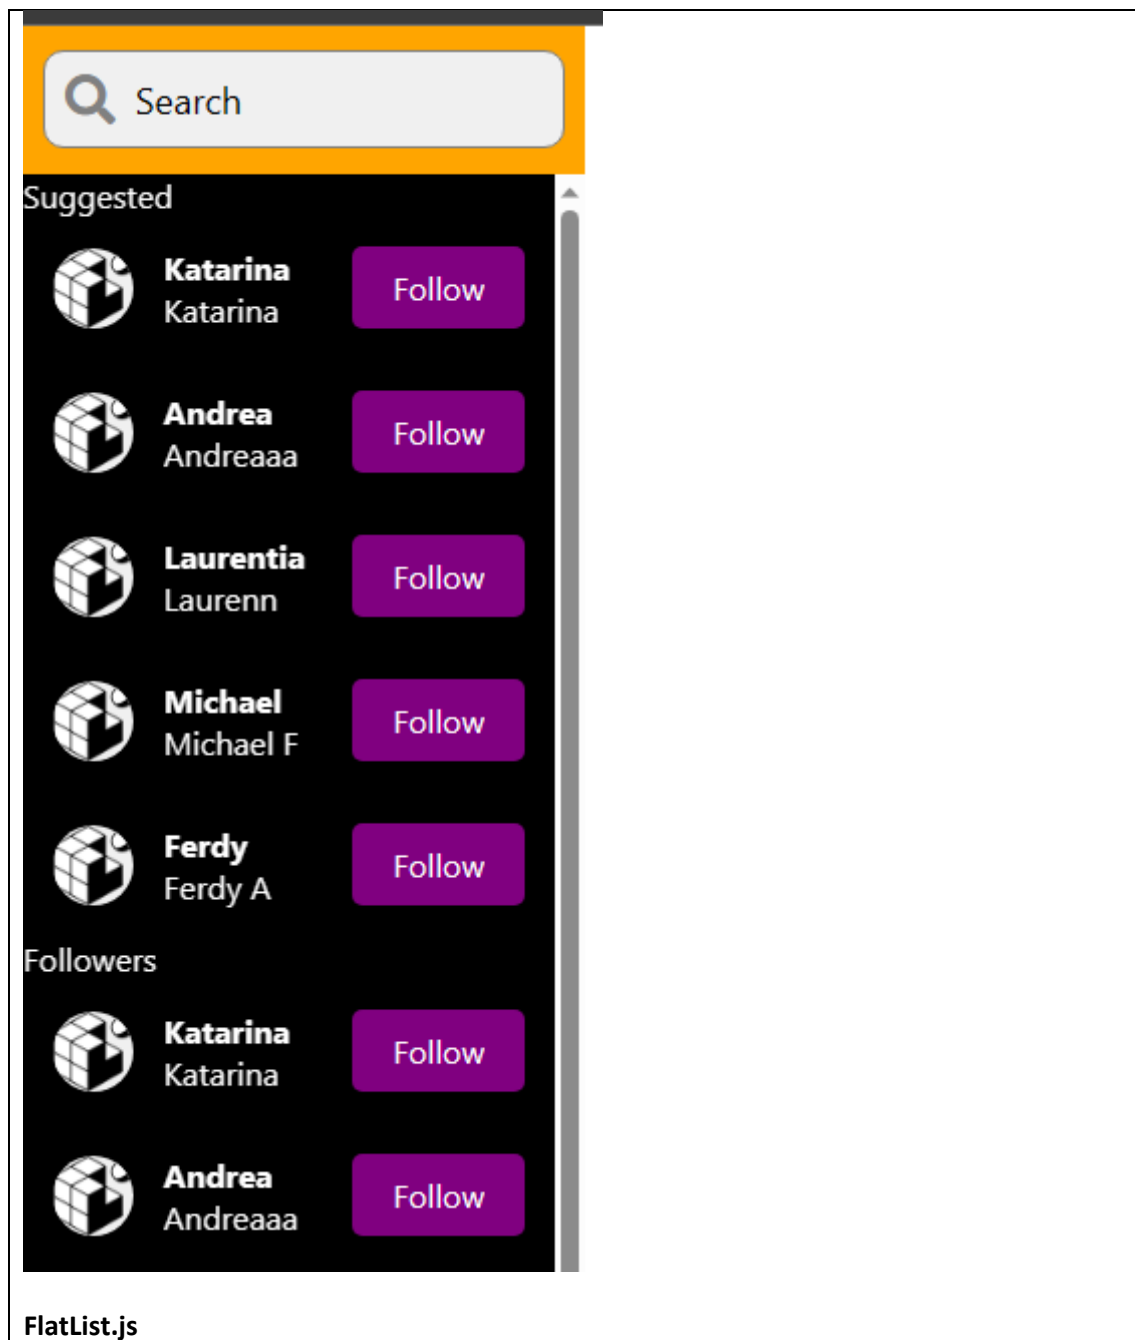 Search
Suggested
Katarina
Katarina
Follow
Andrea
Andreaaa
Follow
Laurentia
Laurenn
Follow
Michael
Michael F
Follow
Ferdy
Ferdy A
Follow
Followers
Katarina
Katarina
Follow
Andrea
Andreaaa
Follow
FlatList.js